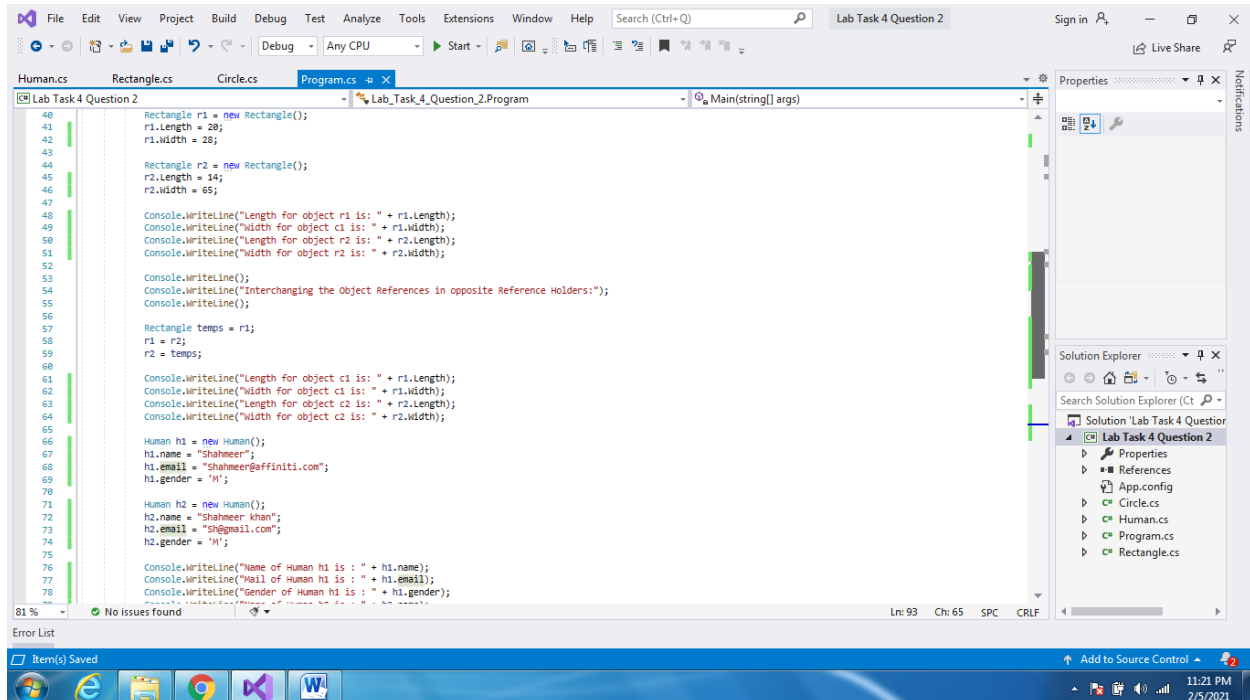 File Edit View Project Build Debug Test Analyze Tools Extensions Window Help Search (Ctrl+Q) Lab Task 4 Question 2 Sign in
Debug Any CPU Start Live Share
Human.cs Rectangle.cs Circle.cs Program.cs
Lab Task 4 Question 2 Lab_Task_4_Question_2.Program Main(string[] args)
40 Rectangle r1 = new Rectangle();
41 r1.Length = 20;
42 r1.Width = 28;
43
44 Rectangle r2 = new Rectangle();
45 r2.Length = 14;
46 r2.Width = 65;
47
48 Console.WriteLine("Length for object r1 is: " + r1.Length);
49 Console.WriteLine("Width for object c1 is: " + r1.Width);
50 Console.WriteLine("Length for object r2 is: " + r2.Length);
51 Console.WriteLine("Width for object r2 is: " + r2.Width);
52
53 Console.WriteLine();
54 Console.WriteLine("Interchanging the Object References in opposite Reference Holders:");
55 Console.WriteLine();
56
57 Rectangle temps = r1;
58 r1 = r2;
59 r2 = temps;
60
61 Console.WriteLine("Length for object c1 is: " + r1.Length);
62 Console.WriteLine("Width for object c1 is: " + r1.Width);
63 Console.WriteLine("Length for object c2 is: " + r2.Length);
64 Console.WriteLine("Width for object c2 is: " + r2.Width);
65
66 Human h1 = new Human();
67 h1.name = "Shahmeer";
68 h1.email = "Shahmeer@affiniti.com";
69 h1.gender = 'M';
70
71 Human h2 = new Human();
72 h2.name = "Shahmeer khan";
73 h2.email = "Sh@gmail.com";
74 h2.gender = 'M';
75
76 Console.WriteLine("Name of Human h1 is : " + h1.name);
77 Console.WriteLine("Mail of Human h1 is : " + h1.email);
78 Console.WriteLine("Gender of Human h1 is : " + h1.gender);
81 % No issues found Ln: 93 Ch: 65 SPC CRLF
Error List
Item(s) Saved Add to Source Control 2
Properties
Notifications
Solution Explorer
Search Solution Explorer (Ct
Solution 'Lab Task 4 Question
Lab Task 4 Question 2
Properties
References
App.config
Circle.cs
Human.cs
Program.cs
Rectangle.cs
11:21 PM
2/5/2021